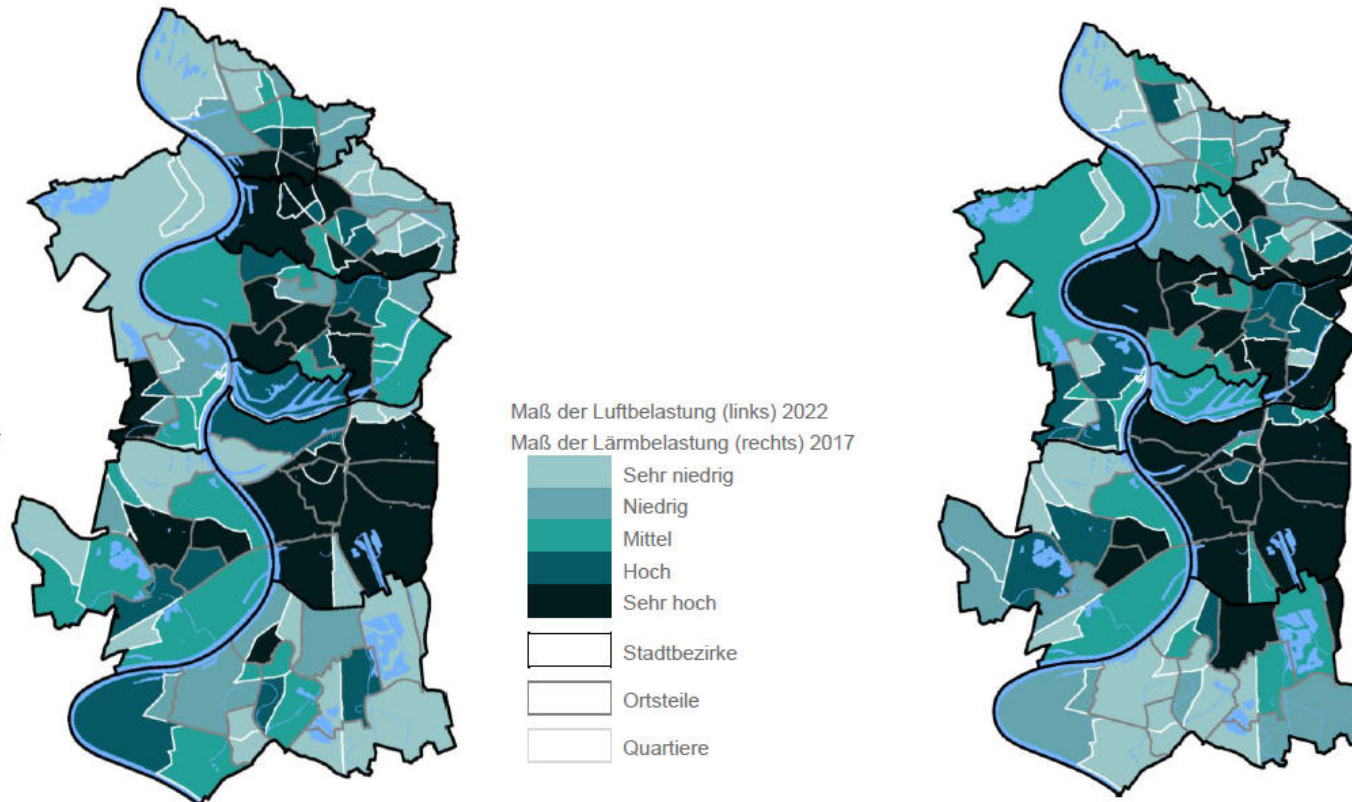 Maß der Luftbelastung (links) 2022
Maß der Lärmbelastung (rechts) 2017
Sehr niedrig
Niedrig
Mittel
Hoch
Sehr hoch
Stadtbezirke
Ortsteile
Quartiere